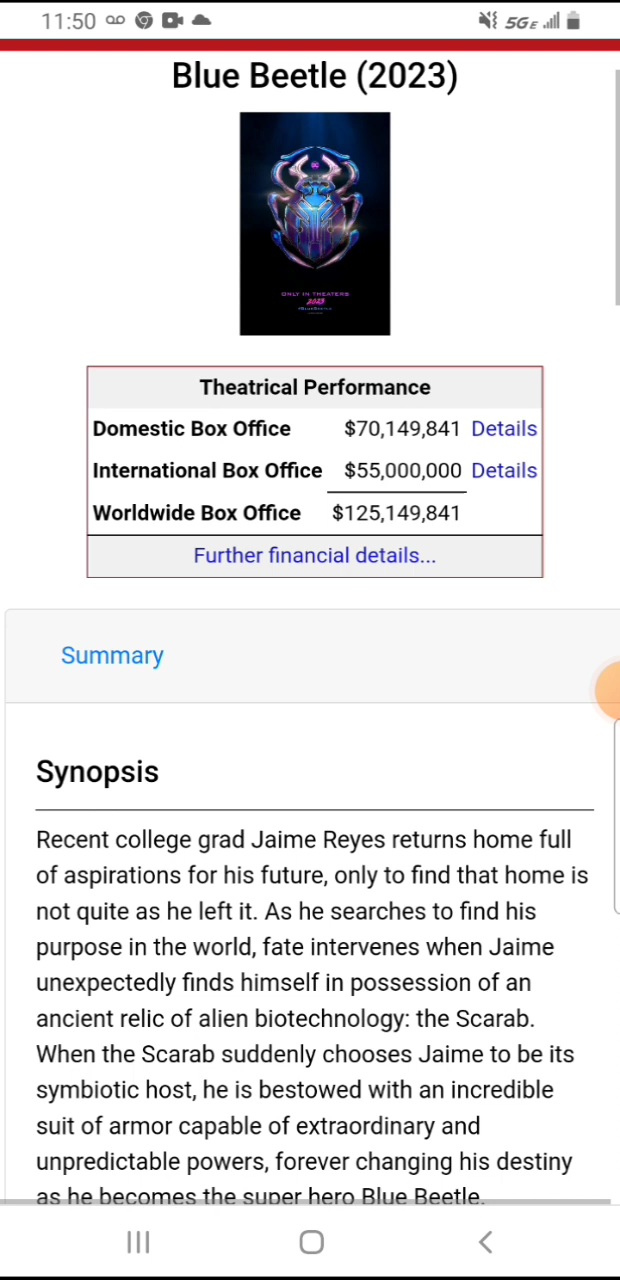 11:50
5GE
Blue Beetle (2023)
DC
ONLY IN THEATERS
2023
Theatrical Performance
Domestic Box Office $70,149,841 Details
International Box Office $55,000,000 Details
Worldwide Box Office $125,149,841
Further financial details...
Summary
Synopsis
Recent college grad Jaime Reyes returns home full
of aspirations for his future, only to find that home is
not quite as he left it. As he searches to find his
purpose in the world, fate intervenes when Jaime
unexpectedly finds himself in possession of an
ancient relic of alien biotechnology: the Scarab.
When the Scarab suddenly chooses Jaime to be its
symbiotic host, he is bestowed with an incredible
suit of armor capable of extraordinary and
unpredictable powers, forever changing his destiny
as he becomes the super hero Blue Beetle.